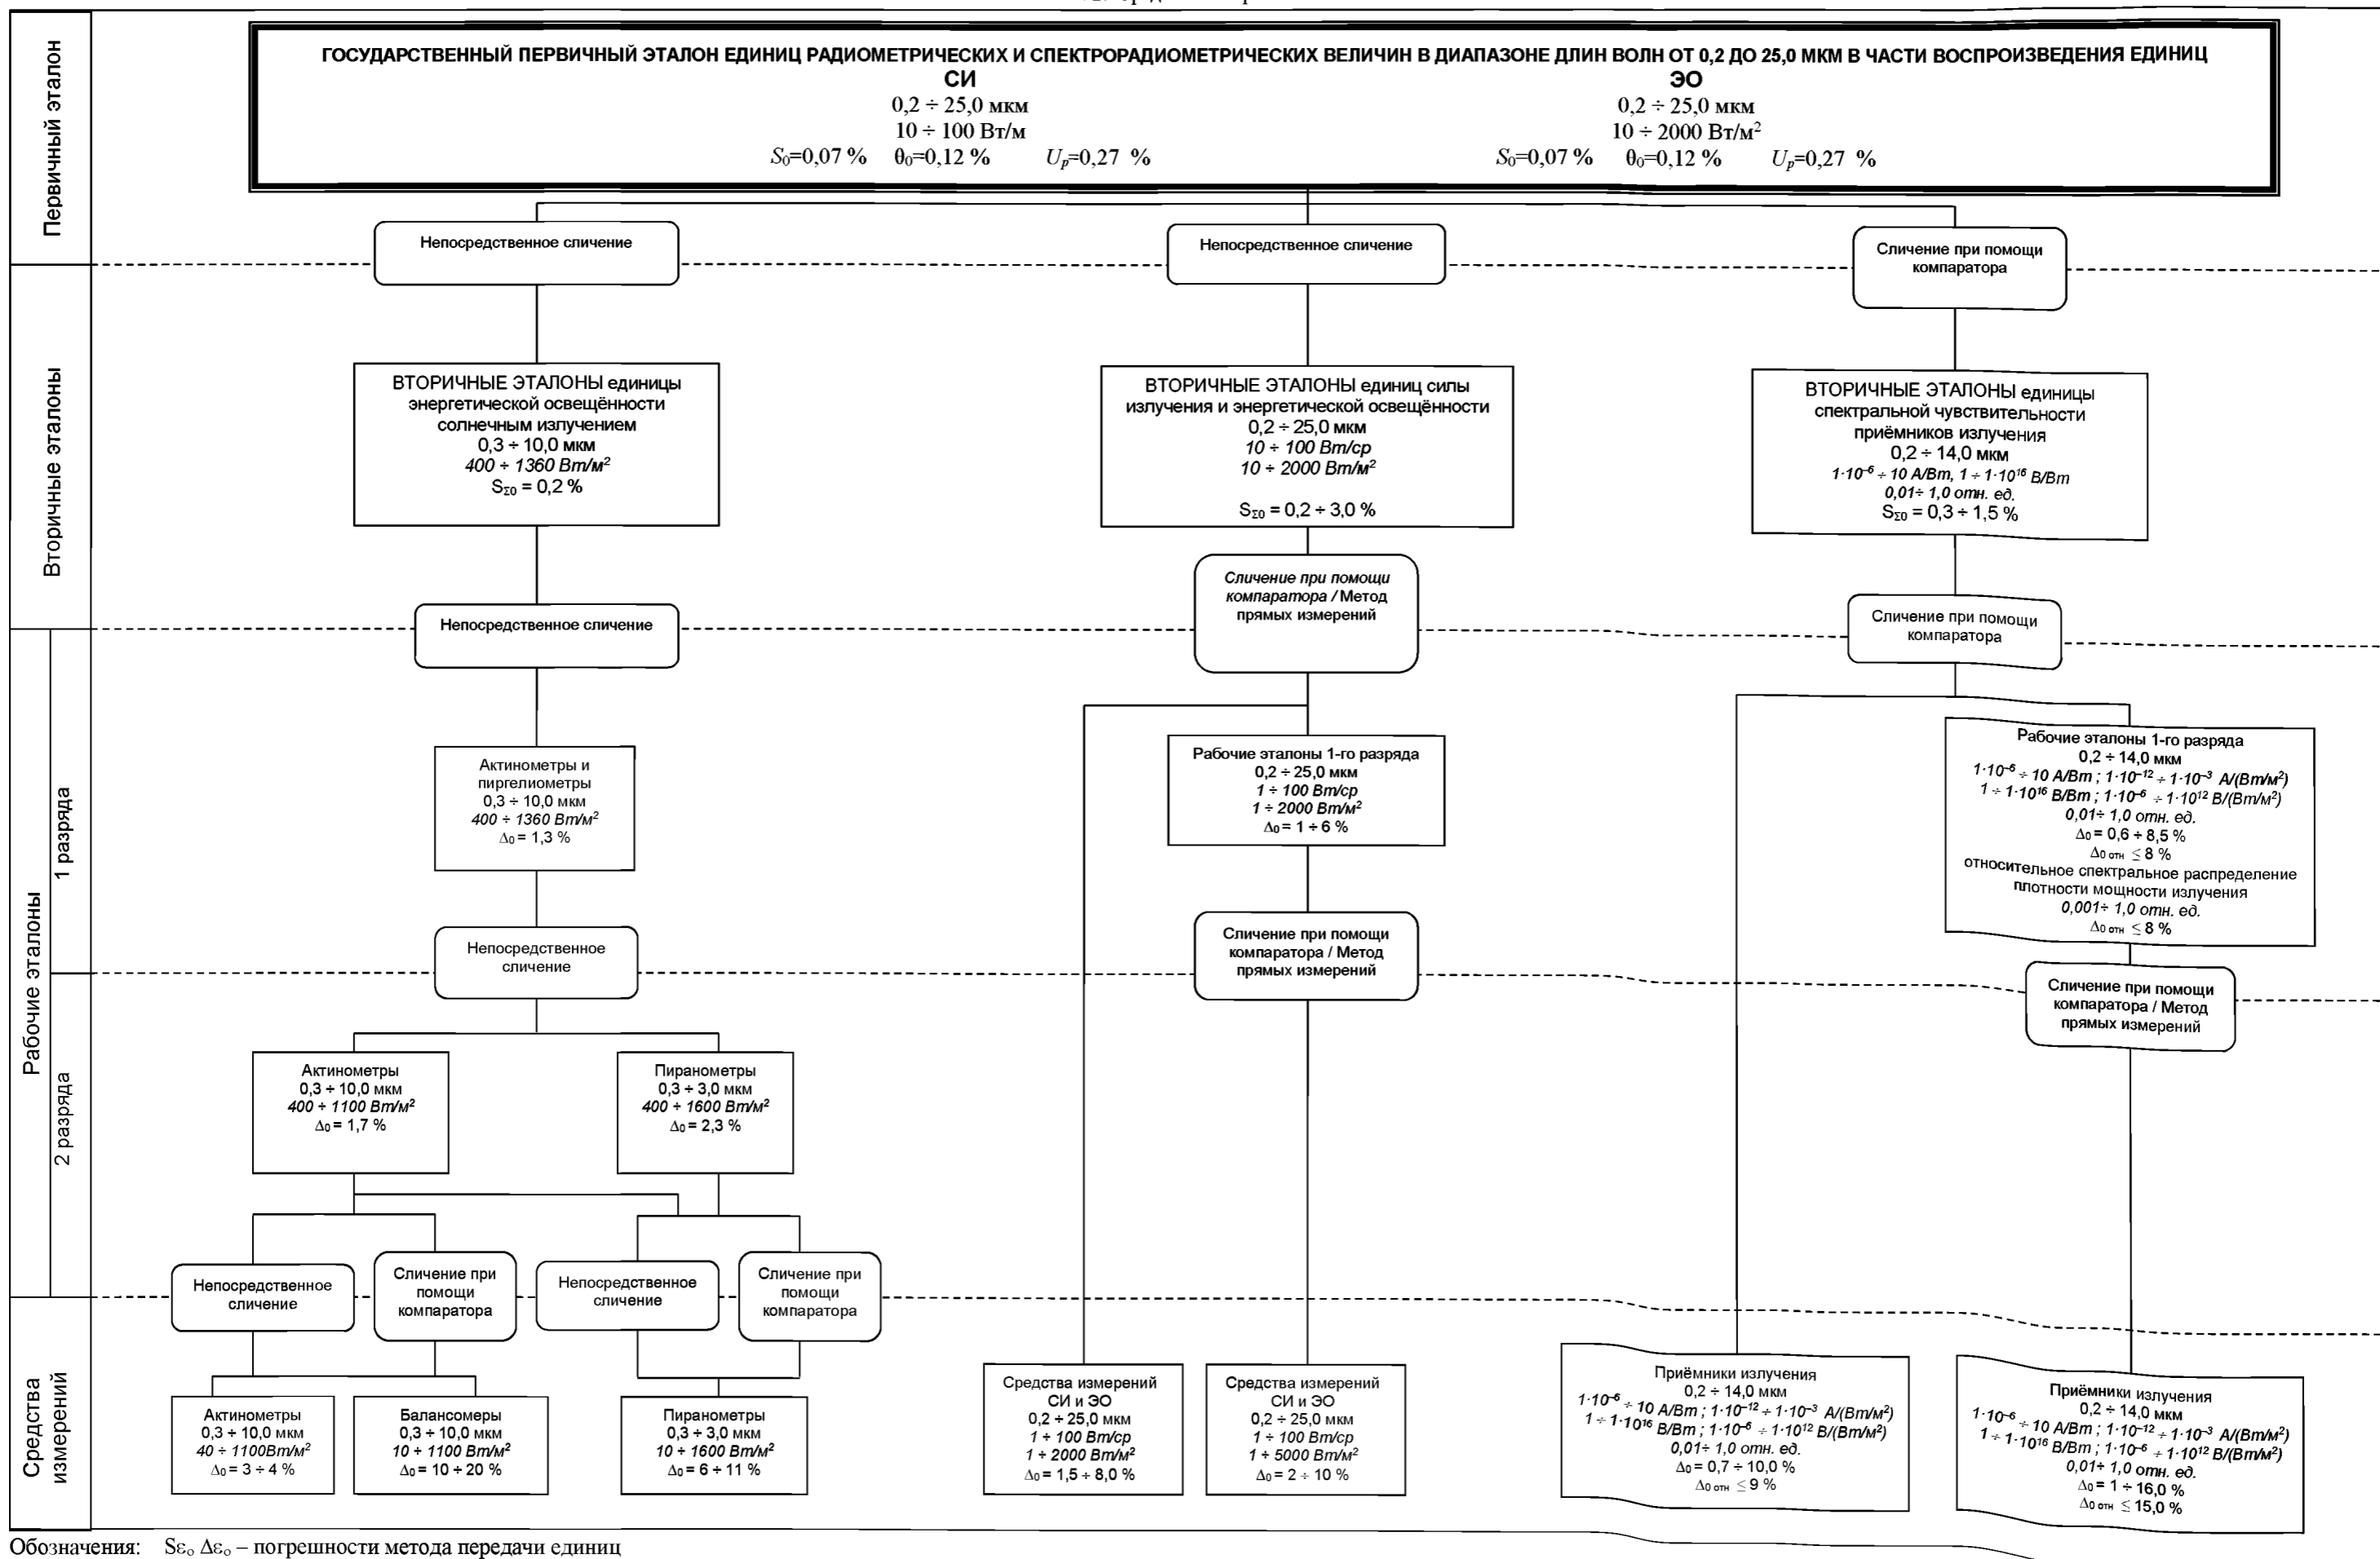 ГОСУДАРСТВЕННЫЙ ПЕРВИЧНЫЙ ЭТАЛОН ЕДИНИЦ РАДИОМЕТРИЧЕСКИХ И СПЕКТРОРАДИОМЕТРИЧЕСКИХ ВЕЛИЧИН В ДИАПАЗОНЕ ДЛИН ВОЛН ОТ 0,2 ДО 25,0 МКМ В ЧАСТИ ВОСПРОИЗВЕДЕНИЯ ЕДИНИЦ
СИ
0,2 ÷ 25,0 мкм
10 ÷ 100 Вт/м
S₀=0,07 % θ₀=0,12 % Uₚ=0,27 %
ЭО
0,2 ÷ 25,0 мкм
10 ÷ 2000 Вт/м²
S₀=0,07 % θ₀=0,12 % Uₚ=0,27 %
Первичный эталон
Непосредственное сличение
Непосредственное сличение
Сличение при помощи
компаратора
Вторичные эталоны
ВТОРИЧНЫЕ ЭТАЛОНЫ единицы
энергетической освещённости
солнечным излучением
0,3 ÷ 10,0 мкм
400 ÷ 1360 Вт/м²
S_Σ0 = 0,2 %
ВТОРИЧНЫЕ ЭТАЛОНЫ единиц силы
излучения и энергетической освещённости
0,2 ÷ 25,0 мкм
10 ÷ 100 Вт/ср
10 ÷ 2000 Вт/м²
S_Σ0 = 0,2 ÷ 3,0 %
ВТОРИЧНЫЕ ЭТАЛОНЫ единицы
спектральной чувствительности
приёмников излучения
0,2 ÷ 14,0 мкм
1·10⁻⁶ ÷ 10 А/Вт, 1 ÷ 1·10¹⁶ В/Вт
0,01÷ 1,0 отн. ед.
S_Σ0 = 0,3 ÷ 1,5 %
Непосредственное сличение
Сличение при помощи
компаратора / Метод
прямых измерений
Сличение при помощи
компаратора
Рабочие эталоны
1 разряда
Актинометры и
пиргелиометры
0,3 ÷ 10,0 мкм
400 ÷ 1360 Вт/м²
Δ₀ = 1,3 %
Рабочие эталоны 1-го разряда
0,2 ÷ 25,0 мкм
1 ÷ 100 Вт/ср
1 ÷ 2000 Вт/м²
Δ₀ = 1 ÷ 6 %
Рабочие эталоны 1-го разряда
0,2 ÷ 14,0 мкм
1·10⁻⁶ ÷ 10 А/Вт ; 1·10⁻¹² ÷ 1·10⁻³ А/(Вт/м²)
1 ÷ 1·10¹⁶ В/Вт ; 1·10⁻⁶ ÷ 1·10¹² В/(Вт/м²)
0,01÷ 1,0 отн. ед.
Δ₀ = 0,6 ÷ 8,5 %
Δ₀ отн ≤ 8 %
относительное спектральное распределение
плотности мощности излучения
0,001÷ 1,0 отн. ед.
Δ₀ отн ≤ 8 %
Непосредственное
сличение
Сличение при помощи
компаратора / Метод
прямых измерений
Сличение при помощи
компаратора / Метод
прямых измерений
2 разряда
Актинометры
0,3 ÷ 10,0 мкм
400 ÷ 1100 Вт/м²
Δ₀ = 1,7 %
Пиранометры
0,3 ÷ 3,0 мкм
400 ÷ 1600 Вт/м²
Δ₀ = 2,3 %
Непосредственное
сличение
Сличение при
помощи
компаратора
Непосредственное
сличение
Сличение при
помощи
компаратора
Средства
измерений
Актинометры
0,3 ÷ 10,0 мкм
40 ÷ 1100Вт/м²
Δ₀ = 3 ÷ 4 %
Балансомеры
0,3 ÷ 10,0 мкм
10 ÷ 1100 Вт/м²
Δ₀ = 10 ÷ 20 %
Пиранометры
0,3 ÷ 3,0 мкм
10 ÷ 1600 Вт/м²
Δ₀ = 6 ÷ 11 %
Средства измерений
СИ и ЭО
0,2 ÷ 25,0 мкм
1 ÷ 100 Вт/ср
1 ÷ 2000 Вт/м²
Δ₀ = 1,5 ÷ 8,0 %
Средства измерений
СИ и ЭО
0,2 ÷ 25,0 мкм
1 ÷ 100 Вт/ср
1 ÷ 5000 Вт/м²
Δ₀ = 2 ÷ 10 %
Приёмники излучения
0,2 ÷ 14,0 мкм
1·10⁻⁶ ÷ 10 А/Вт ; 1·10⁻¹² ÷ 1·10⁻³ А/(Вт/м²)
1 ÷ 1·10¹⁶ В/Вт ; 1·10⁻⁶ ÷ 1·10¹² В/(Вт/м²)
0,01÷ 1,0 отн. ед.
Δ₀ = 0,7 ÷ 10,0 %
Δ₀ отн ≤ 9 %
Приёмники излучения
0,2 ÷ 14,0 мкм
1·10⁻⁶ ÷ 10 А/Вт ; 1·10⁻¹² ÷ 1·10⁻³ А/(Вт/м²)
1 ÷ 1·10¹⁶ В/Вт ; 1·10⁻⁶ ÷ 1·10¹² В/(Вт/м²)
0,01÷ 1,0 отн. ед.
Δ₀ = 1 ÷ 16,0 %
Δ₀ отн ≤ 15,0 %
Обозначения: Sε₀ Δε₀ – погрешности метода передачи единиц